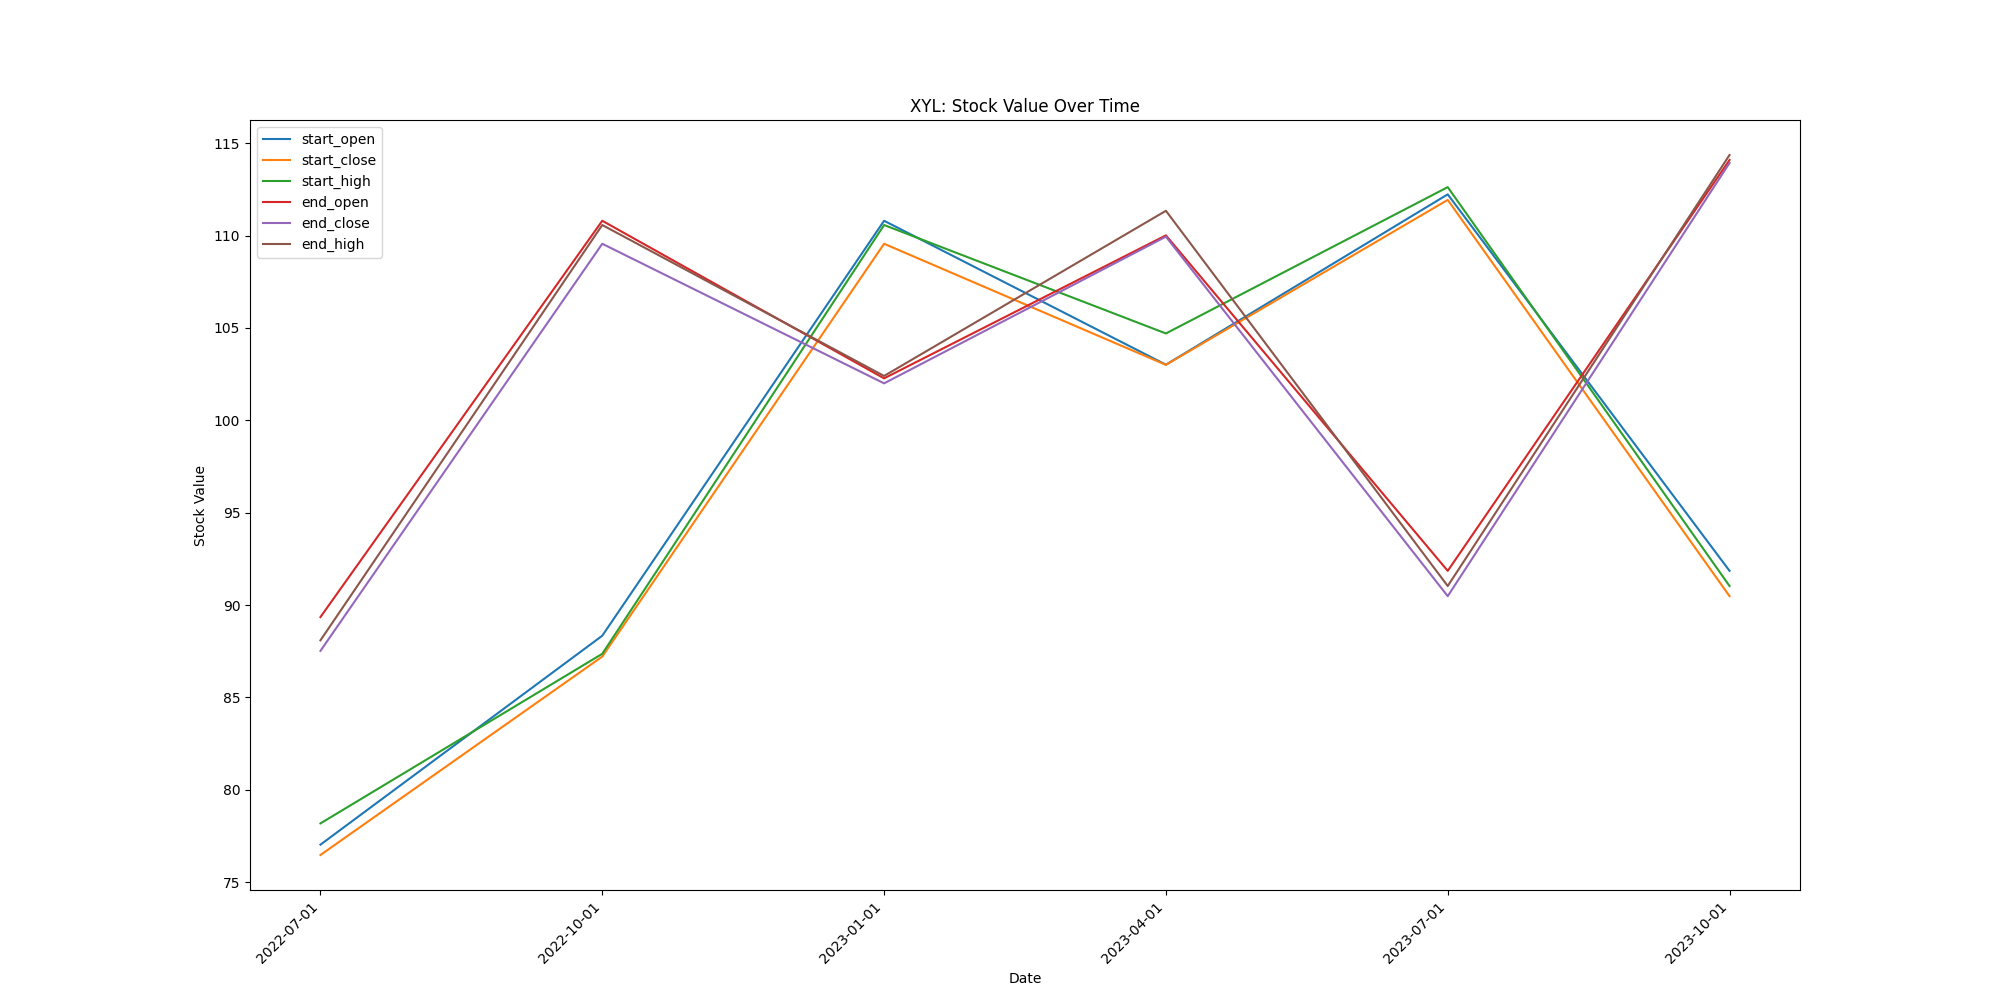 XYL: Stock Value Over Time
start_open
start_close
start_high
end_open
end_close
end_high
Stock Value
115
110
105
100
95
90
85
80
75
2022-07-01
2022-10-01
2023-01-01
2023-04-01
2023-07-01
2023-10-01
Date